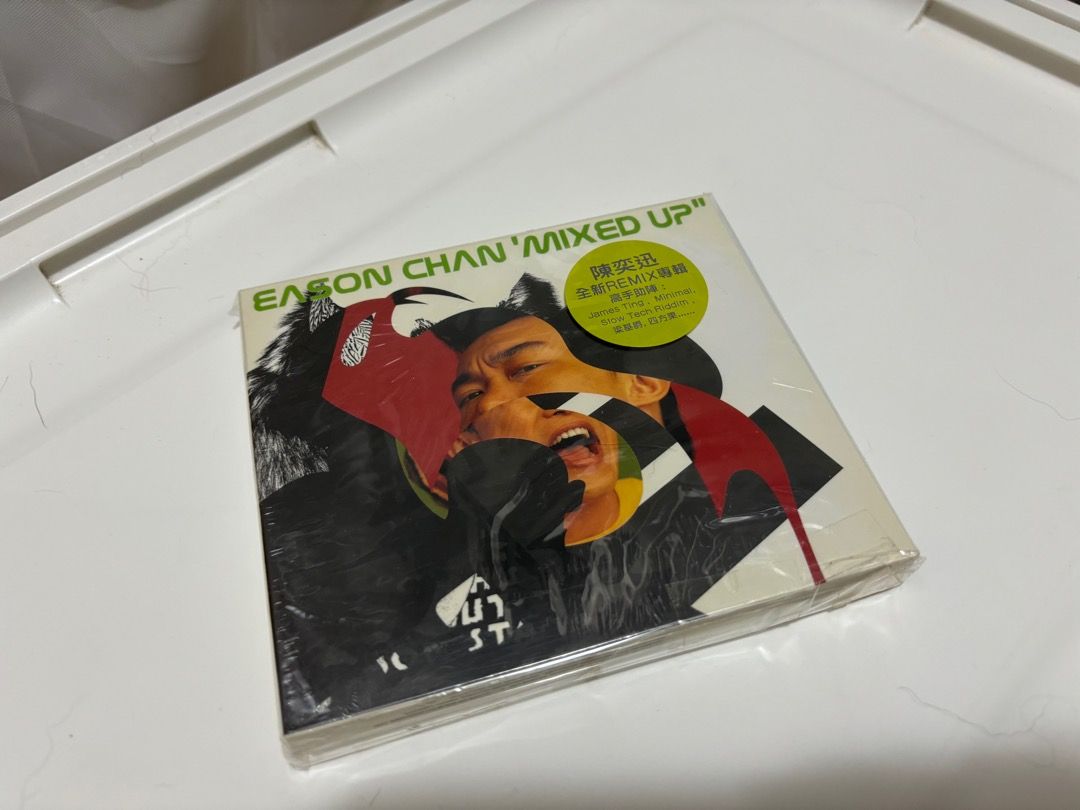 EASON CHAN 'MIXED UP"
陳奕迅
全新REMIX專輯
高手助陣：
James Ting、Minimal,
Slow Tech Riddim、
梁基爵, 四方果......
ST